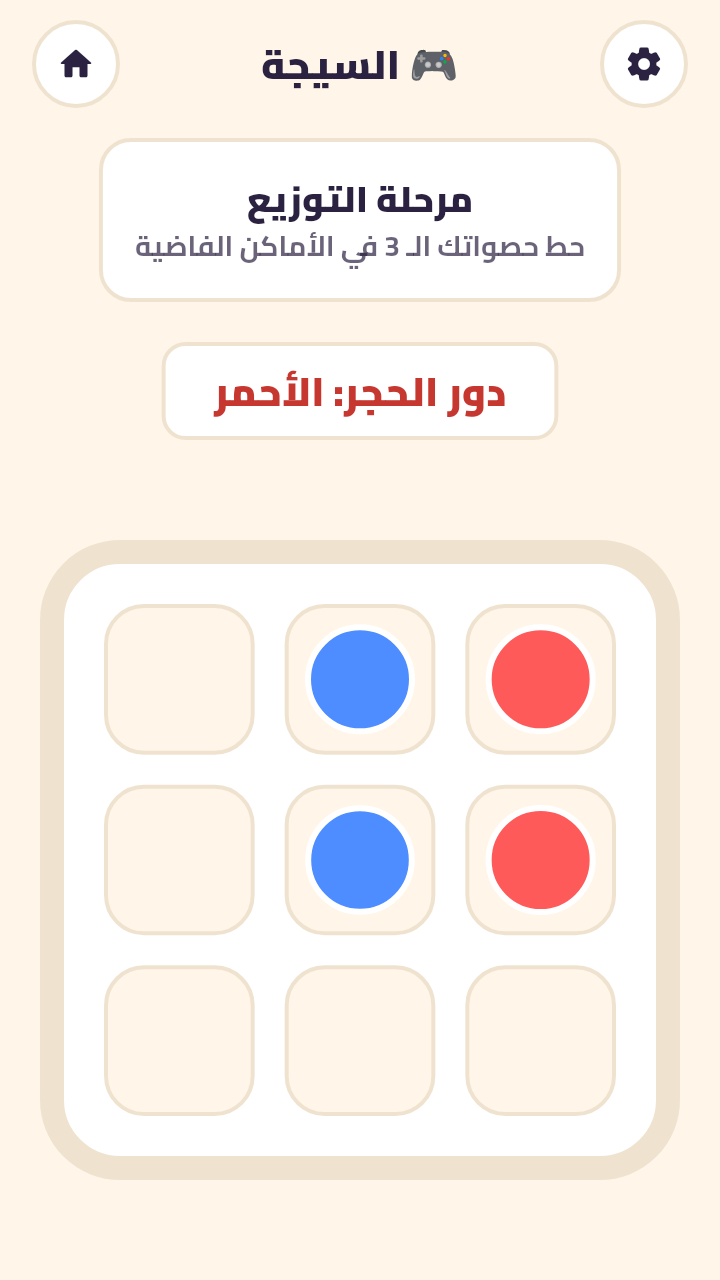 السيجة 🎮
مرحلة التوزيع
حط حصواتك الـ 3 في الأماكن الفاضية
دور الحجر: الأحمر